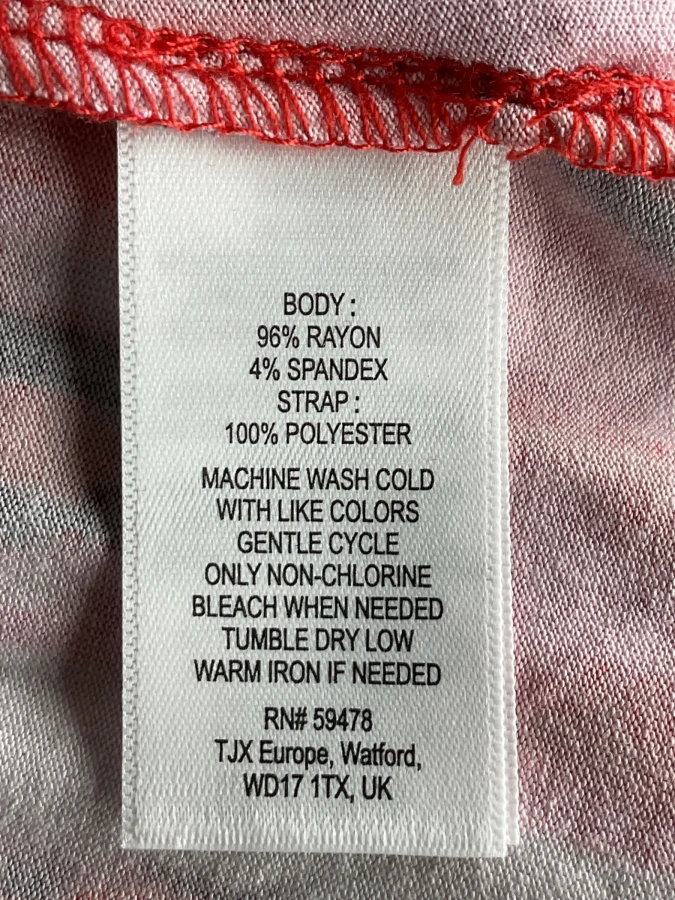 BODY :
96% RAYON
4% SPANDEX
STRAP :
100% POLYESTER
MACHINE WASH COLD
WITH LIKE COLORS
GENTLE CYCLE
ONLY NON-CHLORINE
BLEACH WHEN NEEDED
TUMBLE DRY LOW
WARM IRON IF NEEDED
RN# 59478
TJX Europe, Watford,
WD17 1TX, UK